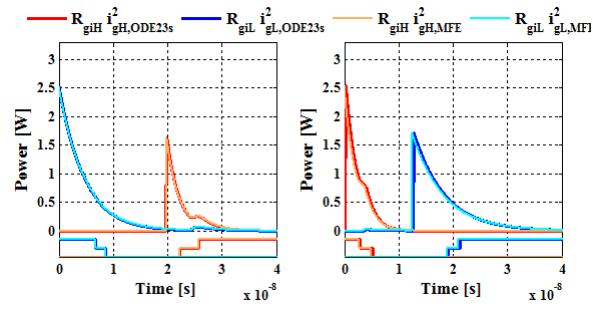 R_giH i²_gH,ODE23s R_giL i²_gL,ODE23s R_giH i²_gH,MFE R_giL i²_gL,MFE
3 3
2.5 2.5
2 2
1.5 1.5
1 1
0.5 0.5
0 0
Power [W] Power [W]
0 1 2 3 4 0 1 2 3 4
Time [s] x 10⁻⁸ Time [s] x 10⁻⁸